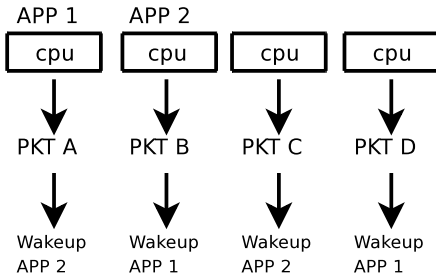 APP 1 APP 2
cpu cpu cpu cpu
PKT A PKT B PKT C PKT D
Wakeup Wakeup Wakeup Wakeup
APP 2 APP 1 APP 2 APP 1